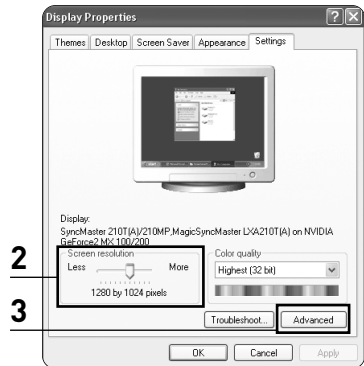 Display Properties
Themes Desktop Screen Saver Appearance Settings
Display:
SyncMaster 210T(A)/210MP,MagicSyncMaster LXA210T(A) on NVIDIA
GeForce2 MX 100/200
2
Screen resolution
Less More
1280 by 1024 pixels
Color quality
Highest (32 bit)
3
Troubleshoot... Advanced
OK Cancel Apply